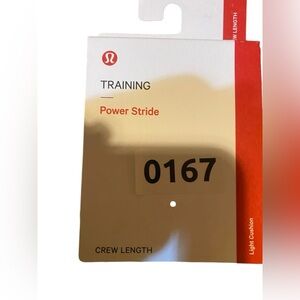 CREW LENGTH
TRAINING
Power Stride
0167
CREW LENGTH
Light Cushion